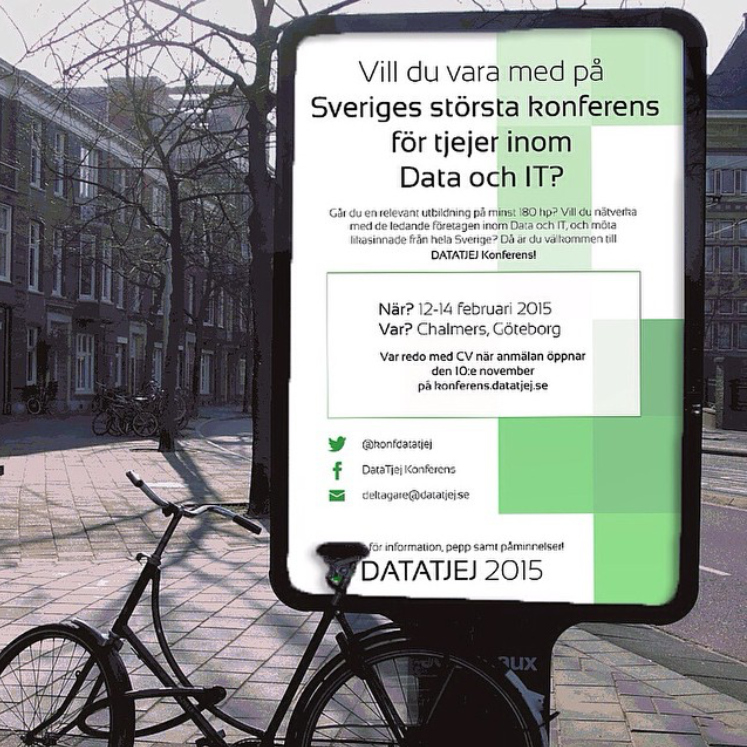 Vill du vara med på
Sveriges största konferens
för tjejer inom
Data och IT?
Går du en relevant utbildning på minst 180 hp? Vill du nätverka
med de ledande företagen inom Data och IT, och möta
likasinnade från hela Sverige? Då är du välkommen till
DATATJEJ Konferens!
När? 12-14 februari 2015
Var? Chalmers, Göteborg
Var redo med CV när anmälan öppnar
den 10:e november
på konferens.datatjej.se
@konfdatatjej
DataTjej Konferens
deltagare@datatjej.se
för information, pepp samt påminnelser!
DATATJEJ 2015